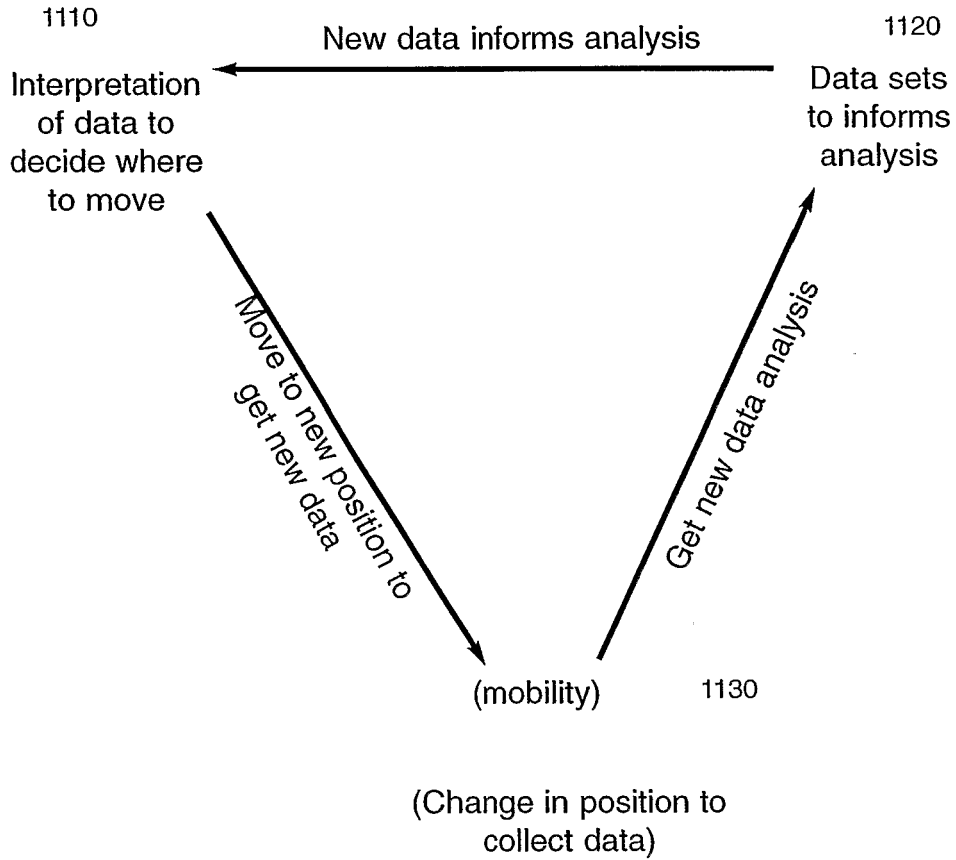 1110
New data informs analysis
1120
Interpretation
of data to
decide where
to move
Data sets
to informs
analysis
Move to new position to
get new data
Get new data analysis
(mobility)
1130
(Change in position to
collect data)